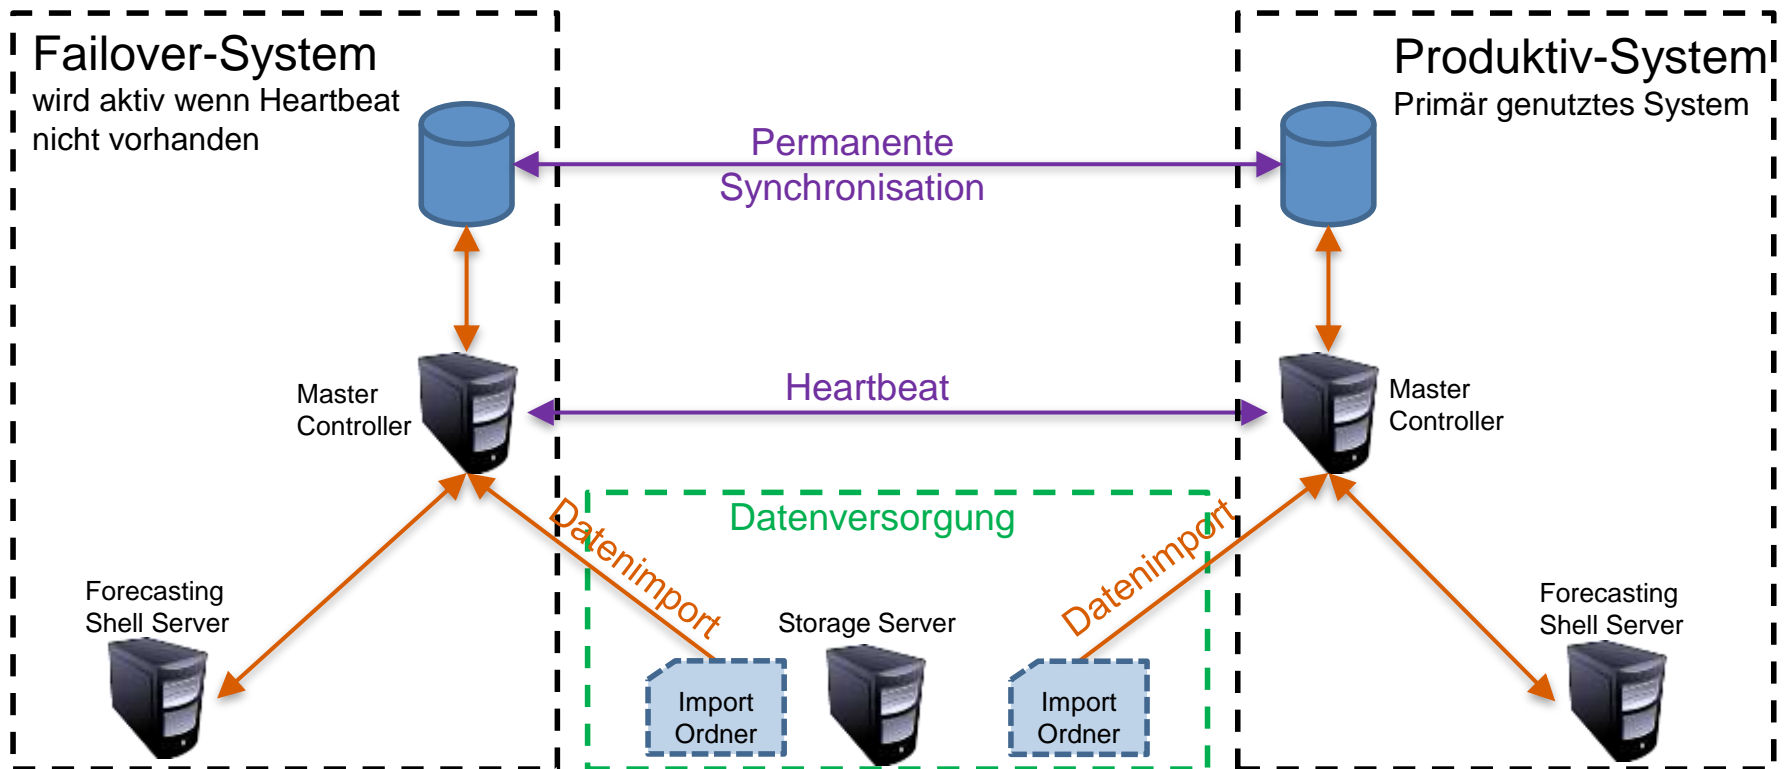 Failover-System
wird aktiv wenn Heartbeat
nicht vorhanden
Produktiv-System
Primär genutztes System
Permanente
Synchronisation
Heartbeat
Master
Controller
Master
Controller
Datenversorgung
Datenimport
Datenimport
Forecasting
Shell Server
Storage Server
Forecasting
Shell Server
Import
Ordner
Import
Ordner